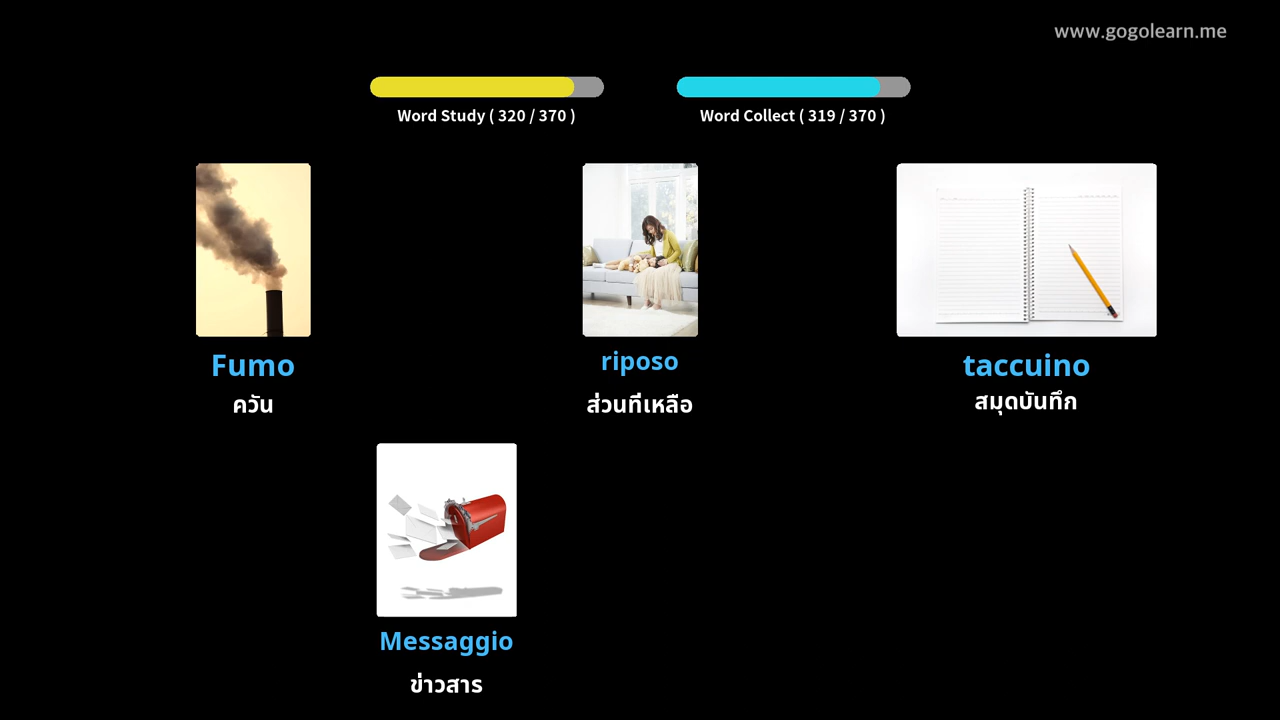 www.gogolearn.me
Word Study ( 320 / 370 )
Word Collect ( 319 / 370 )
Fumo
ควัน
riposo
ส่วนที่เหลือ
taccuino
สมุดบันทึก
Messaggio
ข่าวสาร